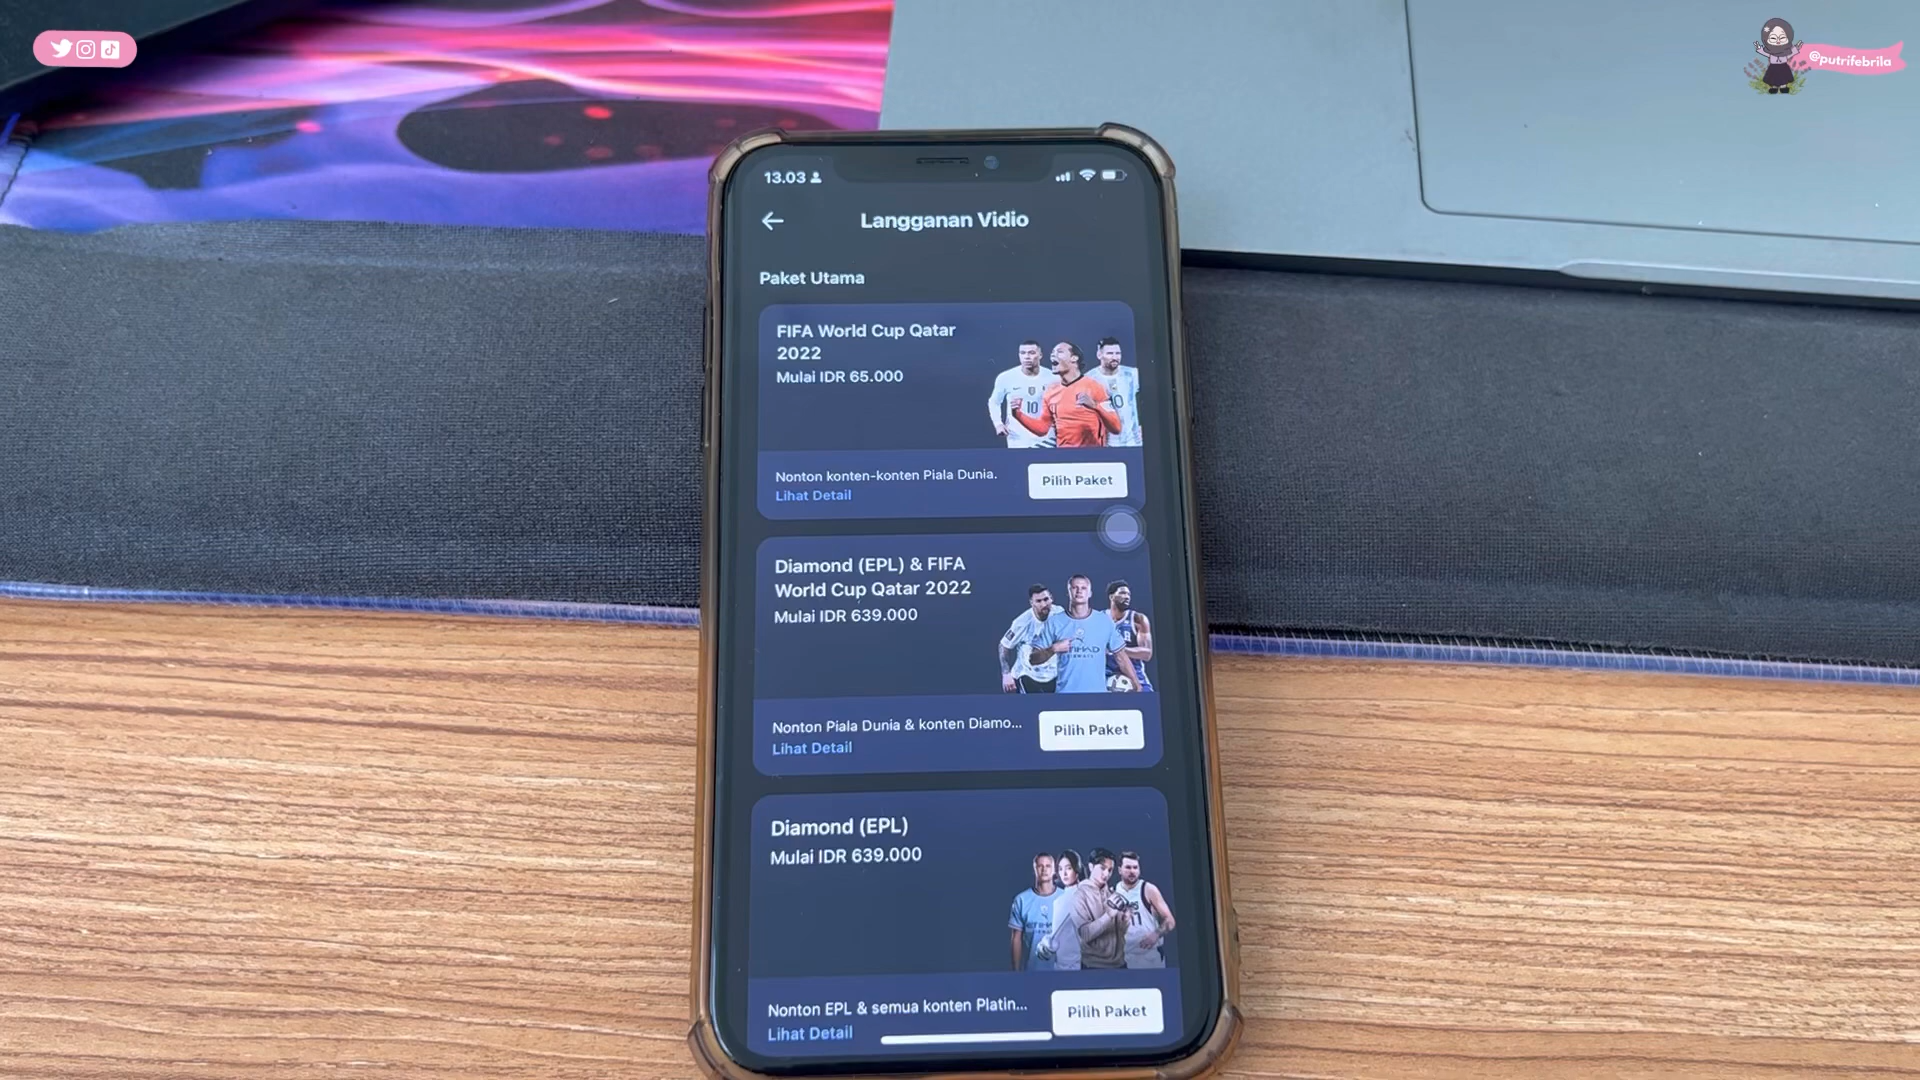 @putrifebrila
13.03
Langganan Vidio
Paket Utama
FIFA World Cup Qatar
2022
Mulai IDR 65.000
Nonton konten-konten Piala Dunia.
Lihat Detail
Pilih Paket
Diamond (EPL) & FIFA
World Cup Qatar 2022
Mulai IDR 639.000
Nonton Piala Dunia & konten Diamo...
Lihat Detail
Pilih Paket
Diamond (EPL)
Mulai IDR 639.000
Nonton EPL & semua konten Platin...
Lihat Detail
Pilih Paket